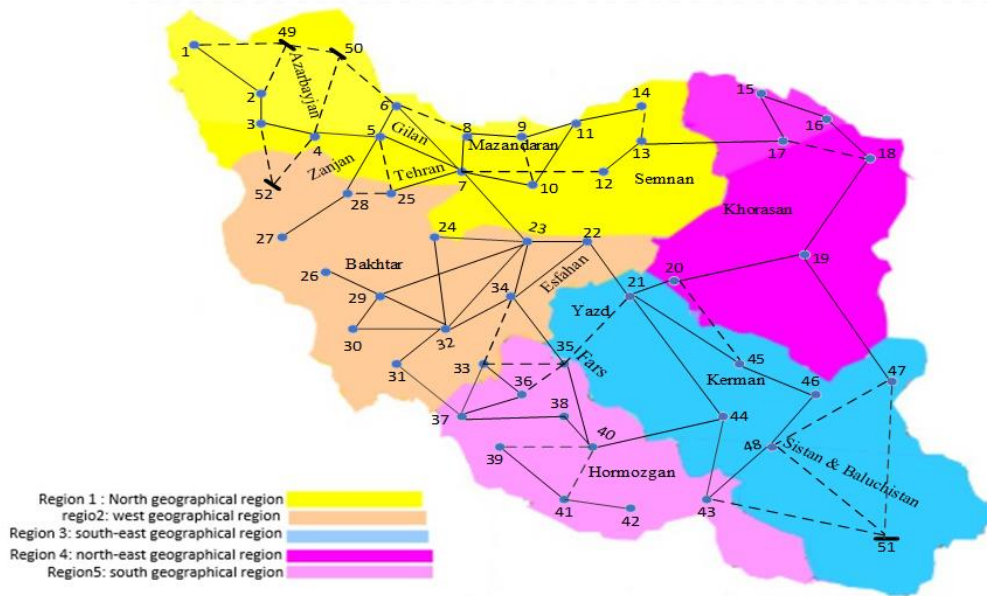 49
50
1
Azarbayjan
2
3
4
6
5
Gilan
8
9
11
14
Mazandaran
13
15
16
17
18
Zanjan
52
Tehran
7
10
12
Semnan
28
25
Khorasan
27
24
23
22
26
Bakhtar
Esfahan
19
20
29
34
21
Yazd
30
32
31
33
35
Fars
45
Kerman
46
47
36
37
38
40
44
48
Sistan & Baluchistan
39
Hormozgan
41
42
43
51
Region 1 : North geographical region
regio2: west geographical region
Region 3: south-east geographical region
Region 4: north-east geographical region
Region5: south geographical region